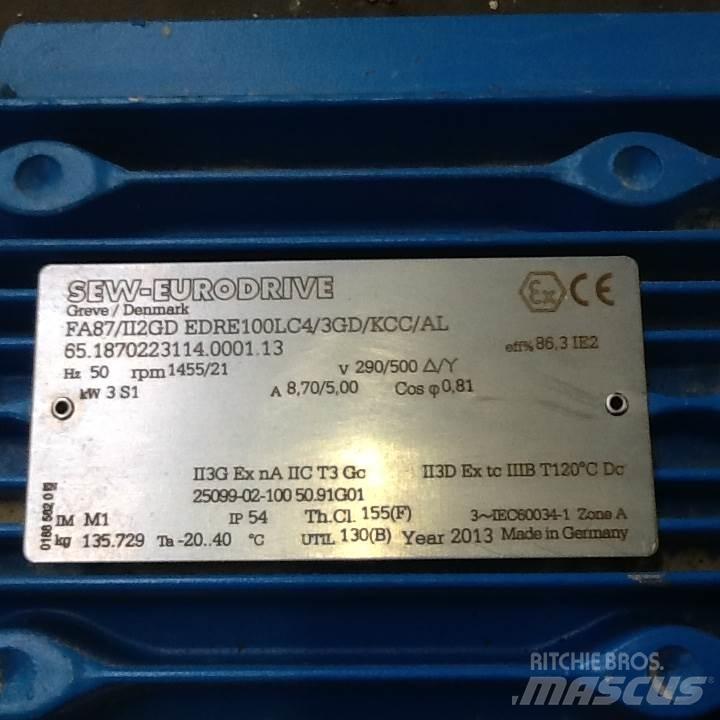 SEW-EURODRIVE
Greve / Denmark
FA87/II2GD EDRE100LC4/3GD/KCC/AL
65.1870223114.0001.13
eff% 86,3 IE2
Hz 50 rpm 1455/21 V 290/500 Δ/Y
kW 3 S1 A 8,70/5,00 Cos φ 0,81
Ex CE
II3G Ex nA IIC T3 Gc II3D Ex tc IIIB T120°C Dc
25099-02-100 50.91G01
IM M1 IP 54 Th.Cl. 155(F) 3~IEC60034-1 Zone A
kg 135.729 Ta -20..40 °C UTIL 130(B) Year 2013 Made in Germany
0188 582 0
RITCHIE BROS.
MASCUS